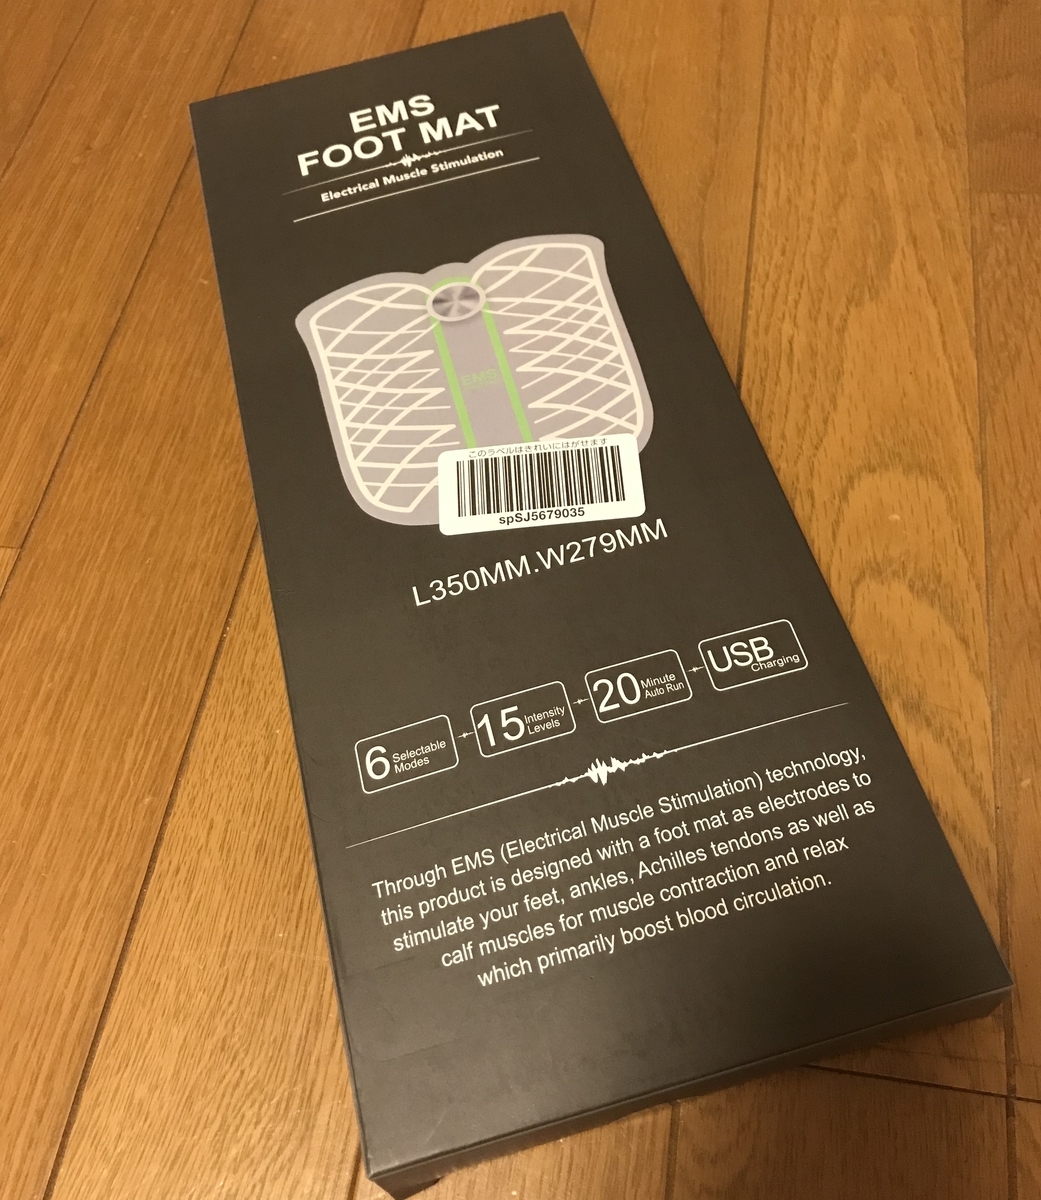 EMS
FOOT MAT
Electrical Muscle Stimulation
EMS
このラベルはきれいにはがせます
spSJ5679035
L350MM.W279MM
6 Selectable Modes
15 Intensity Levels
20 Minute Auto Run
USB Charging
Through EMS (Electrical Muscle Stimulation) technology,
this product is designed with a foot mat as electrodes to
stimulate your feet, ankles, Achilles tendons as well as
calf muscles for muscle contraction and relax
which primarily boost blood circulation.